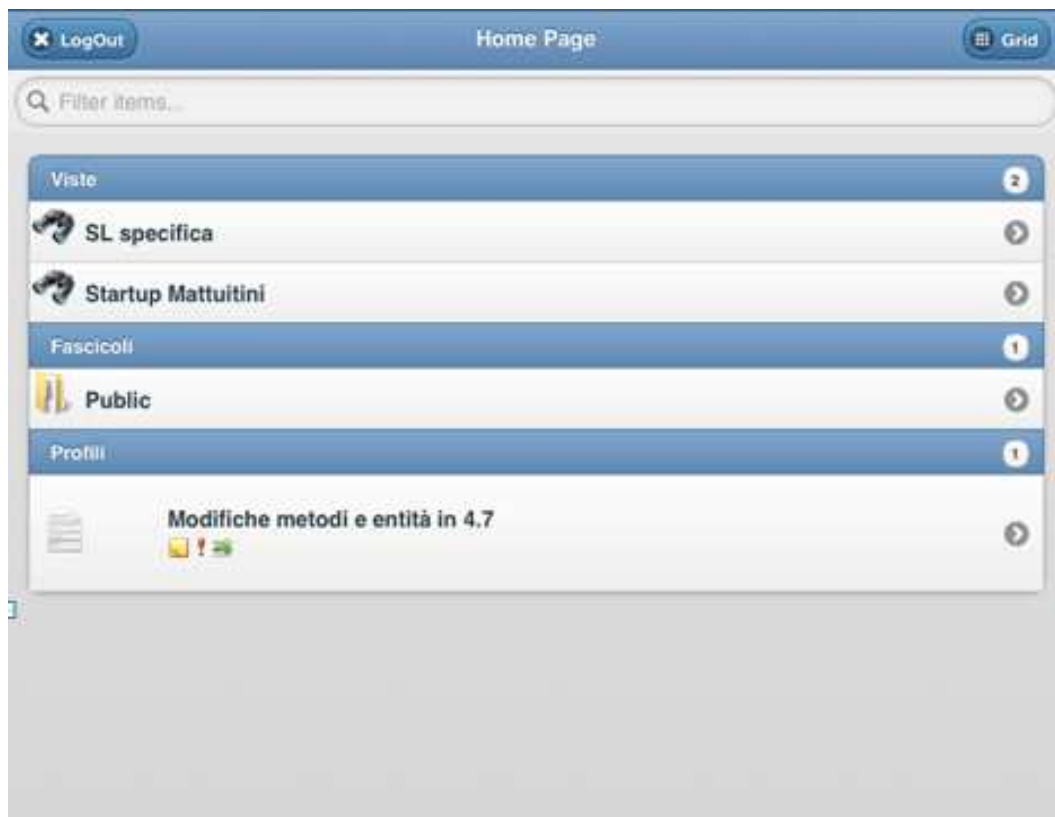 LogOut
Home Page
Grid
Filter items...
Viste
2
SL specifica
Startup Mattuitini
Fascicoli
1
Public
Profili
1
Modifiche metodi e entità in 4.7